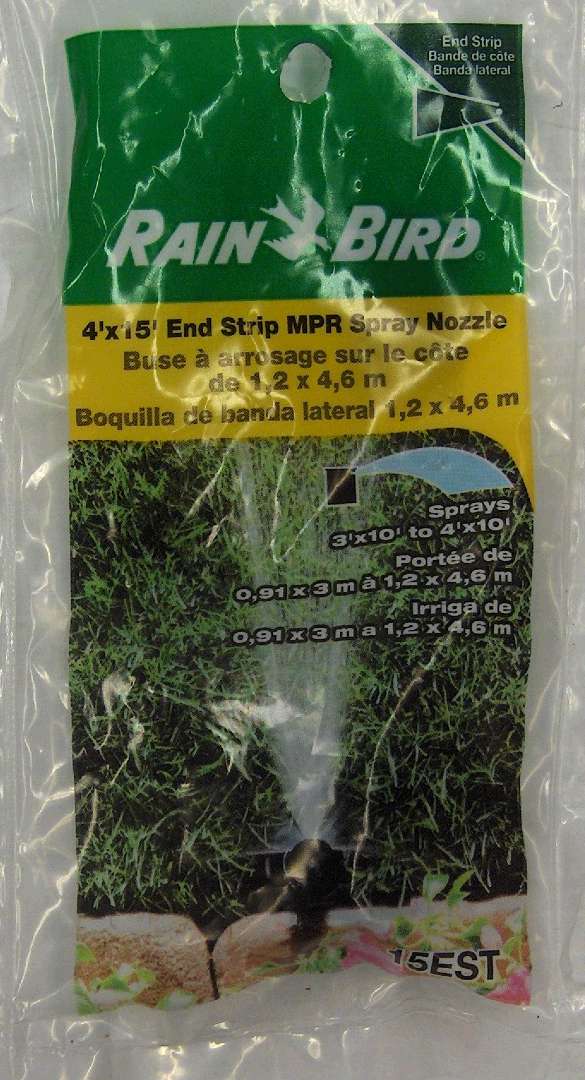 End Strip
Bande de côte
Banda lateral
RAIN BIRD®
4'x15' End Strip MPR Spray Nozzle
Buse à arrosage sur le côte
de 1,2 x 4,6 m
Boquilla de banda lateral 1,2 x 4,6 m
Sprays
3'x10' to 4'x10'
Portée de
0,91 x 3 m à 1,2 x 4,6 m
Irriga de
0,91 x 3 m a 1,2 x 4,6 m
15EST